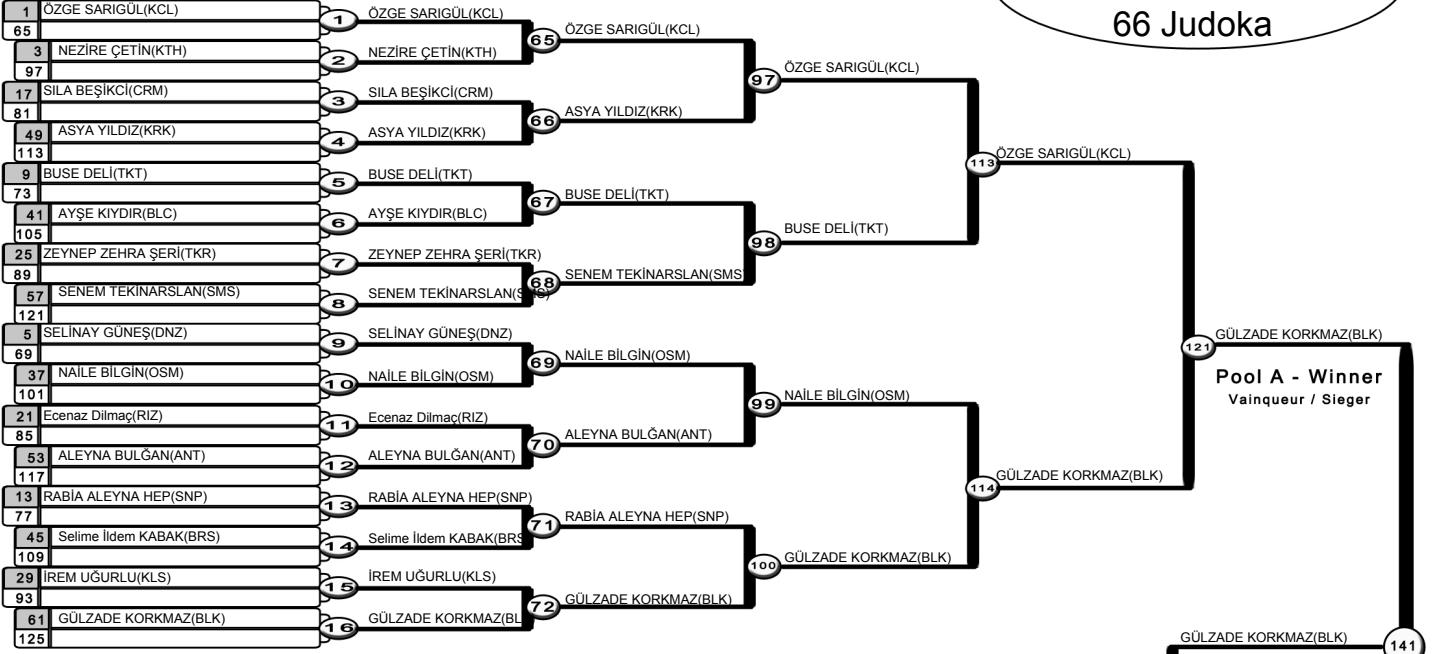 66 Judoka
1 ÖZGE SARIGÜL(KCL)
65
3 NEZİRE ÇETİN(KTH)
97
17 SILA BEŞİKCİ(CRM)
81
49 ASYA YILDIZ(KRK)
113
9 BUSE DELİ(TKT)
73
41 AYŞE KIYDIR(BLC)
105
25 ZEYNEP ZEHRA ŞERİ(TKR)
89
57 SENEM TEKİNARSLAN(SMS)
121
5 SELİNAY GÜNEŞ(DNZ)
69
37 NAİLE BİLGİN(OSM)
101
21 Ecenaz Dilmaç(RIZ)
85
53 ALEYNA BULĞAN(ANT)
117
13 RABİA ALEYNA HEP(SNP)
77
45 Selime İldem KABAK(BRS)
109
29 İREM UĞURLU(KLS)
93
61 GÜLZADE KORKMAZ(BLK)
125
1 ÖZGE SARIGÜL(KCL)
2 NEZİRE ÇETİN(KTH)
3 SILA BEŞİKCİ(CRM)
4 ASYA YILDIZ(KRK)
5 BUSE DELİ(TKT)
6 AYŞE KIYDIR(BLC)
7 ZEYNEP ZEHRA ŞERİ(TKR)
8 SENEM TEKİNARSLAN(SMS)
9 SELİNAY GÜNEŞ(DNZ)
10 NAİLE BİLGİN(OSM)
11 Ecenaz Dilmaç(RIZ)
12 ALEYNA BULĞAN(ANT)
13 RABİA ALEYNA HEP(SNP)
14 Selime İldem KABAK(BRS
15 İREM UĞURLU(KLS)
16 GÜLZADE KORKMAZ(BL
65 ÖZGE SARIGÜL(KCL)
66 ASYA YILDIZ(KRK)
67 BUSE DELİ(TKT)
68 SENEM TEKİNARSLAN(SMS)
69 NAİLE BİLGİN(OSM)
70 ALEYNA BULĞAN(ANT)
71 RABİA ALEYNA HEP(SNP)
72 GÜLZADE KORKMAZ(BLK)
97 ÖZGE SARIGÜL(KCL)
98 BUSE DELİ(TKT)
99 NAİLE BİLGİN(OSM)
100 GÜLZADE KORKMAZ(BLK)
113 ÖZGE SARIGÜL(KCL)
114 GÜLZADE KORKMAZ(BLK)
121 GÜLZADE KORKMAZ(BLK)
Pool A - Winner
Vainqueur / Sieger
GÜLZADE KORKMAZ(BLK)
141